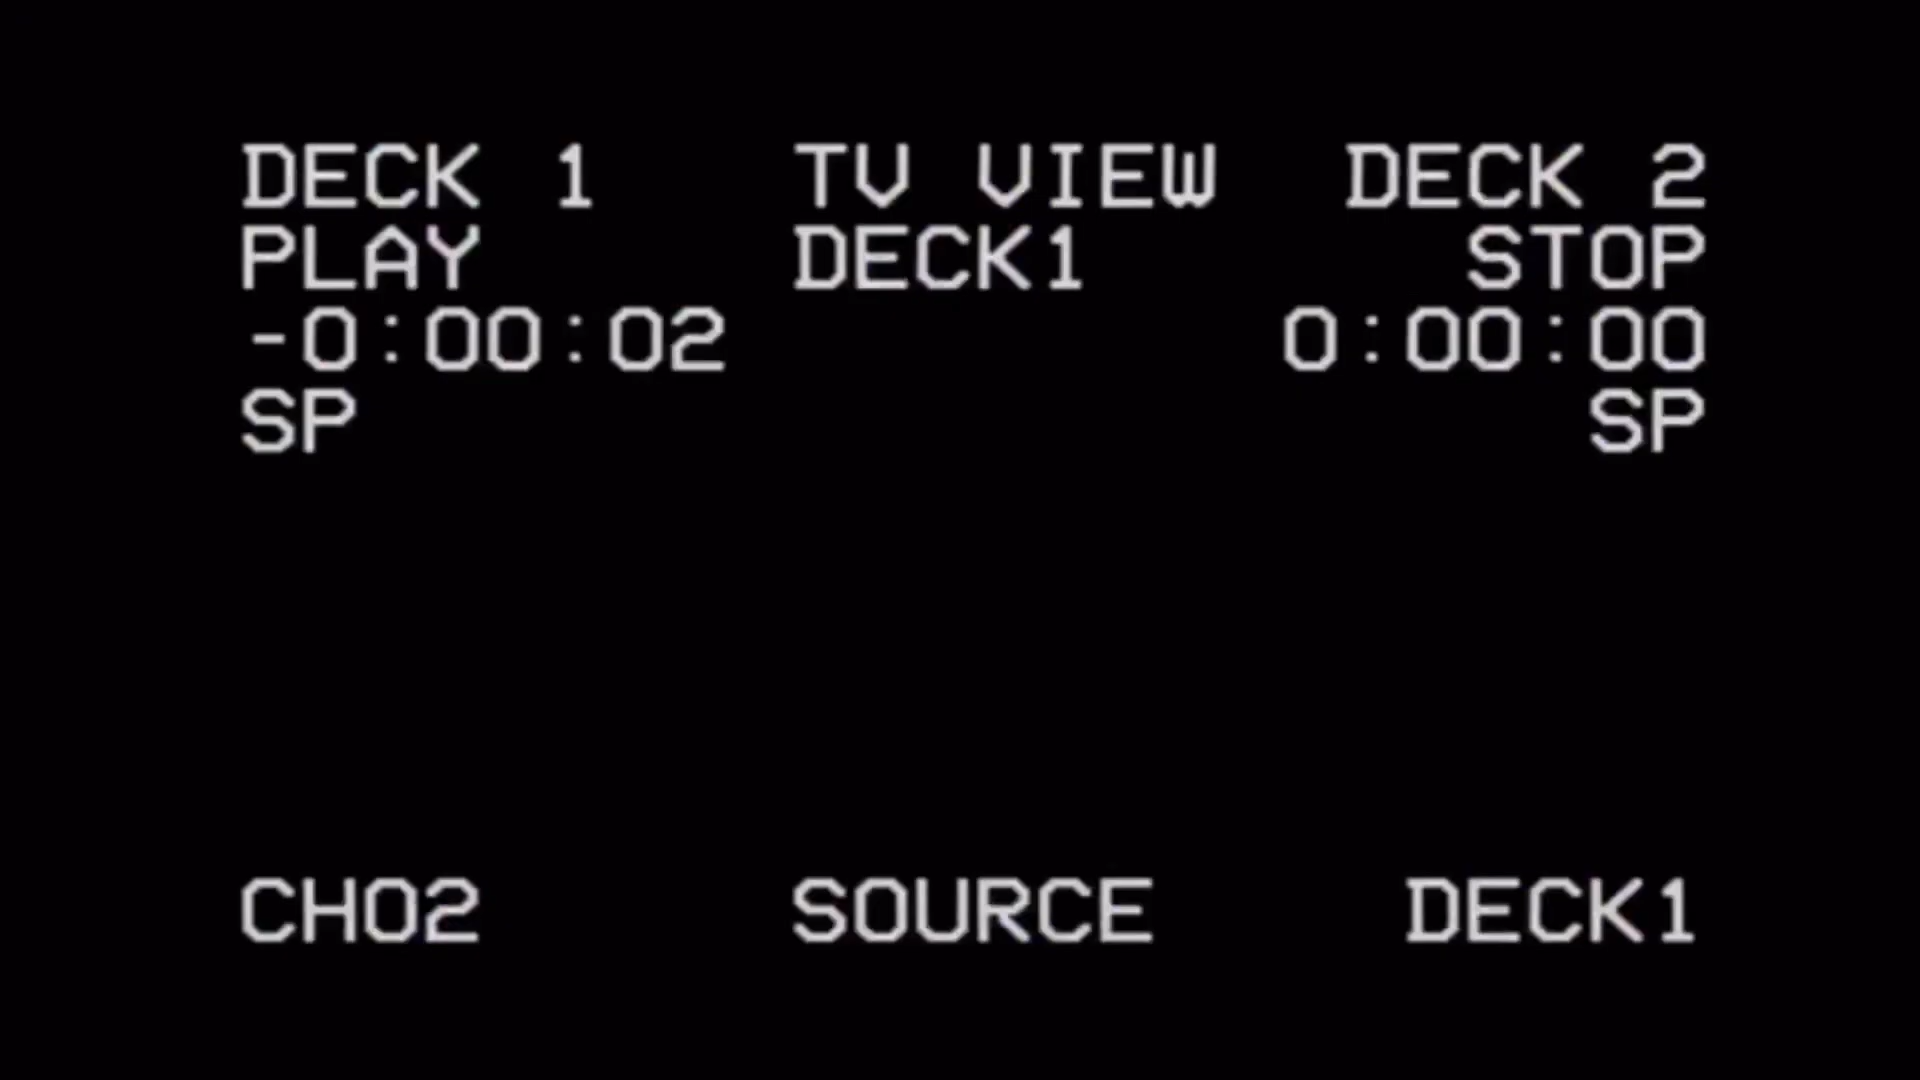 DECK 1 TV VIEW DECK 2
PLAY DECK1 STOP
-0:00:02 0:00:00
SP SP
CH02 SOURCE DECK1